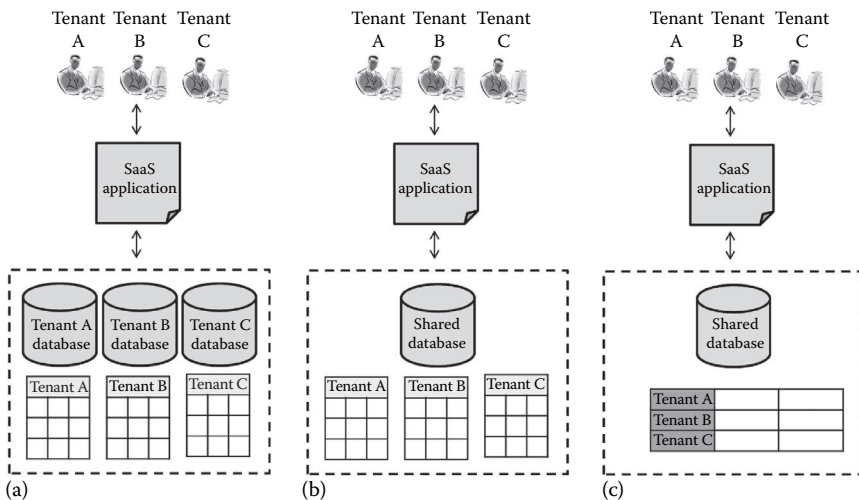 Tenant Tenant Tenant
A B C
SaaS
application
Tenant A
database
Tenant B
database
Tenant C
database
Tenant A
Tenant B
Tenant C
(a)
Tenant Tenant Tenant
A B C
SaaS
application
Shared
database
Tenant A
Tenant B
Tenant C
(b)
Tenant Tenant Tenant
A B C
SaaS
application
Shared
database
Tenant A
Tenant B
Tenant C
(c)